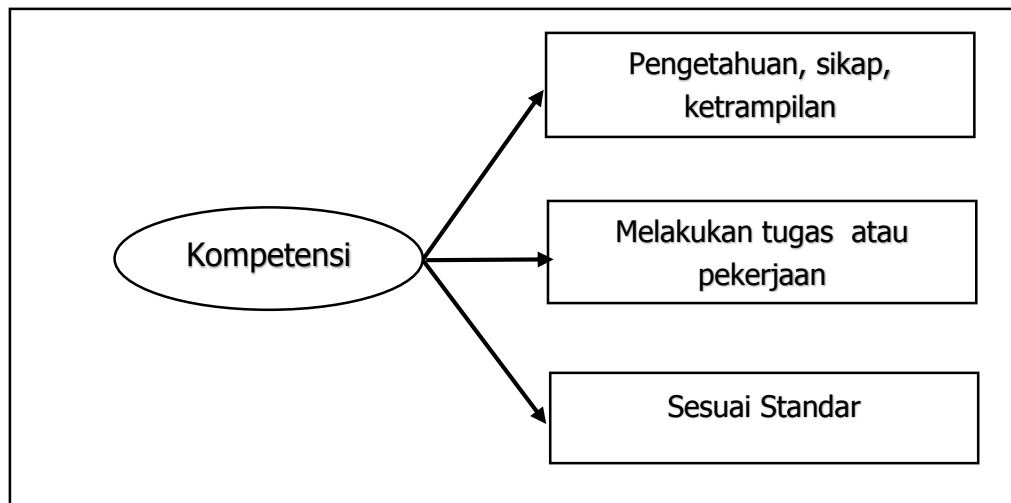 Pengetahuan, sikap,
ketrampilan
Kompetensi
Melakukan tugas  atau
pekerjaan
Sesuai Standar